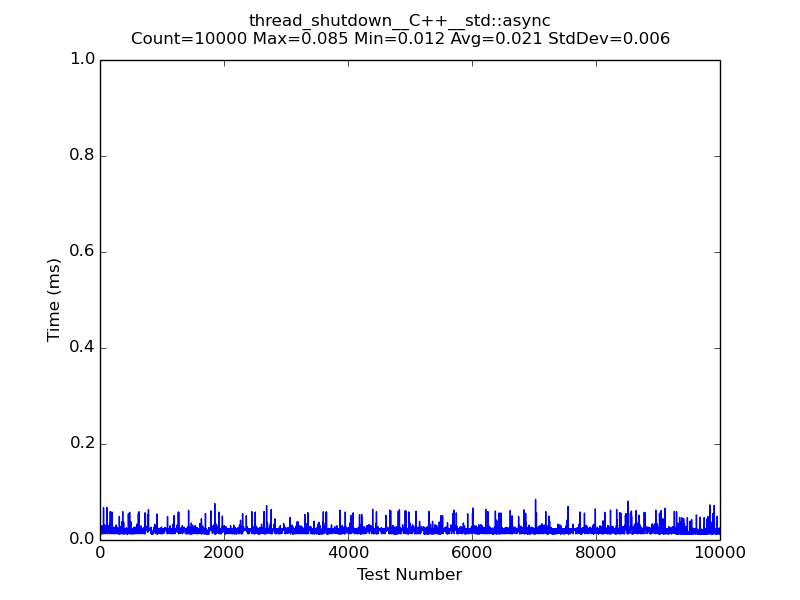 thread_shutdown__C++__std::async
Count=10000 Max=0.085 Min=0.012 Avg=0.021 StdDev=0.006
1.0
0.8
0.6
0.4
0.2
0.0
Time (ms)
0 2000 4000 6000 8000 10000
Test Number